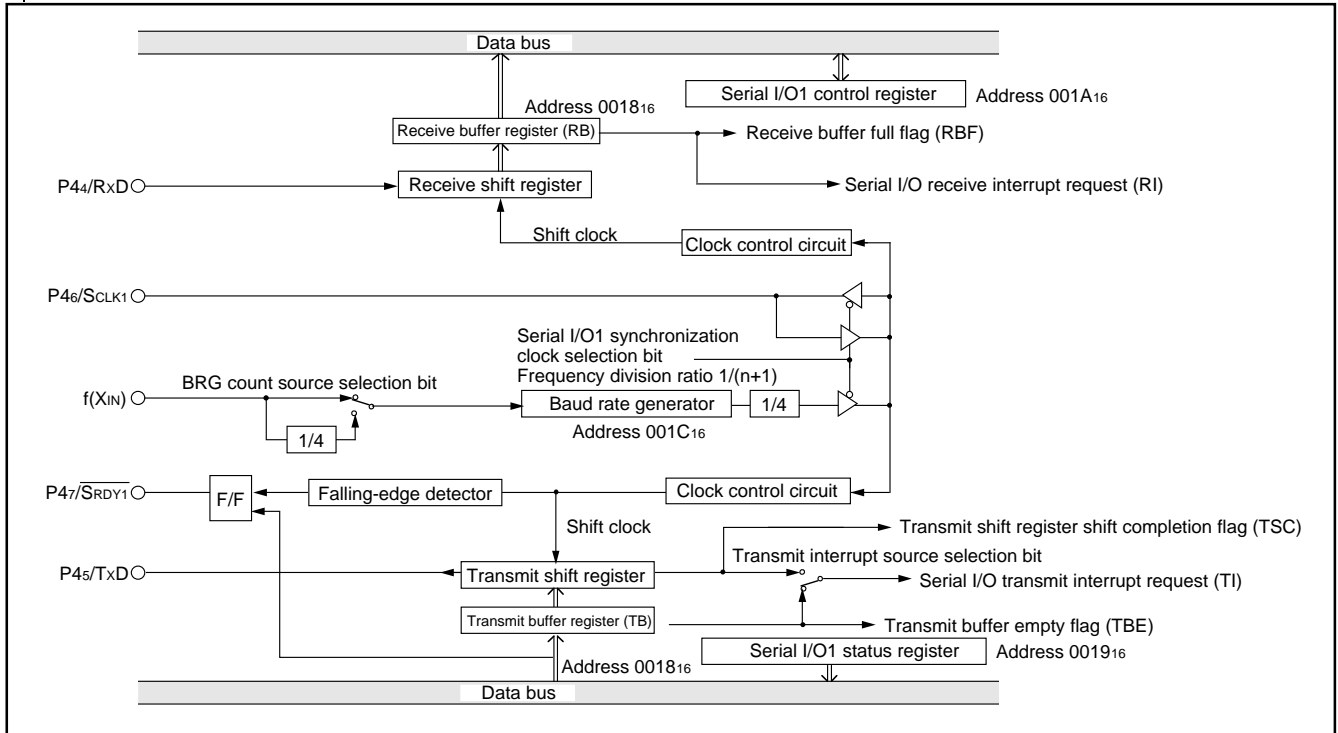 Data bus
Serial I/O1 control register
Address 001A16
Address 001816
Receive buffer register (RB)
Receive buffer full flag (RBF)
P44/RXD
Receive shift register
Serial I/O receive interrupt request (RI)
Shift clock
Clock control circuit
P46/SCLK1
Serial I/O1 synchronization
clock selection bit
Frequency division ratio 1/(n+1)
BRG count source selection bit
f(XIN)
Baud rate generator
1/4
1/4
Address 001C16
P47/SRDY1
F/F
Falling-edge detector
Clock control circuit
Shift clock
Transmit shift register shift completion flag (TSC)
Transmit interrupt source selection bit
P45/TXD
Transmit shift register
Serial I/O transmit interrupt request (TI)
Transmit buffer register (TB)
Transmit buffer empty flag (TBE)
Address 001816
Serial I/O1 status register
Address 001916
Data bus